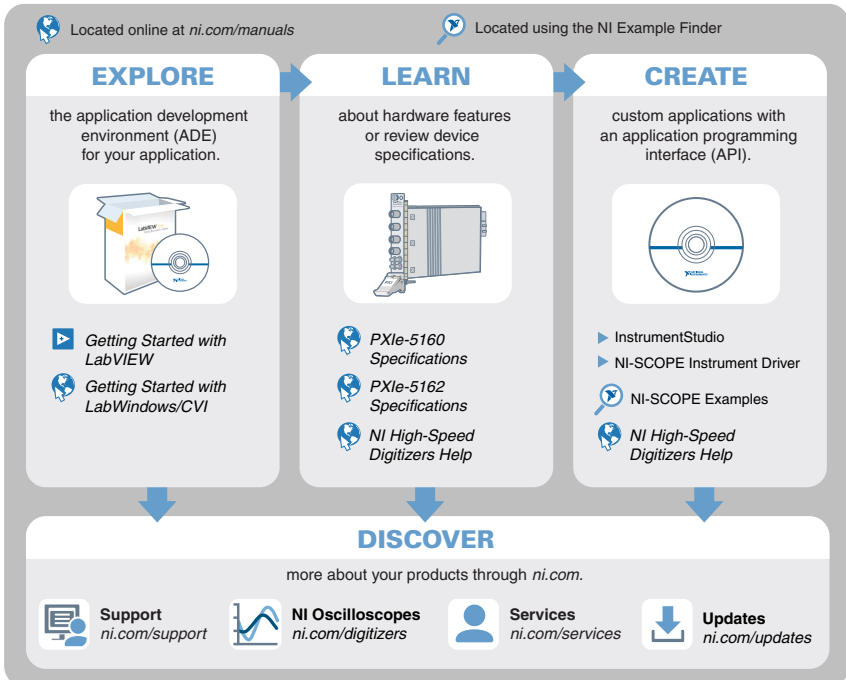 Located online at ni.com/manuals
Located using the NI Example Finder
EXPLORE
the application development
environment (ADE)
for your application.
LabVIEW
Getting Started with
LabVIEW
Getting Started with
LabWindows/CVI
LEARN
about hardware features
or review device
specifications.
PXIe-5160
Specifications
PXIe-5162
Specifications
NI High-Speed
Digitizers Help
CREATE
custom applications with
an application programming
interface (API).
InstrumentStudio
NI-SCOPE Instrument Driver
NI-SCOPE Examples
NI High-Speed
Digitizers Help
DISCOVER
more about your products through ni.com.
Support
ni.com/support
NI Oscilloscopes
ni.com/digitizers
Services
ni.com/services
Updates
ni.com/updates